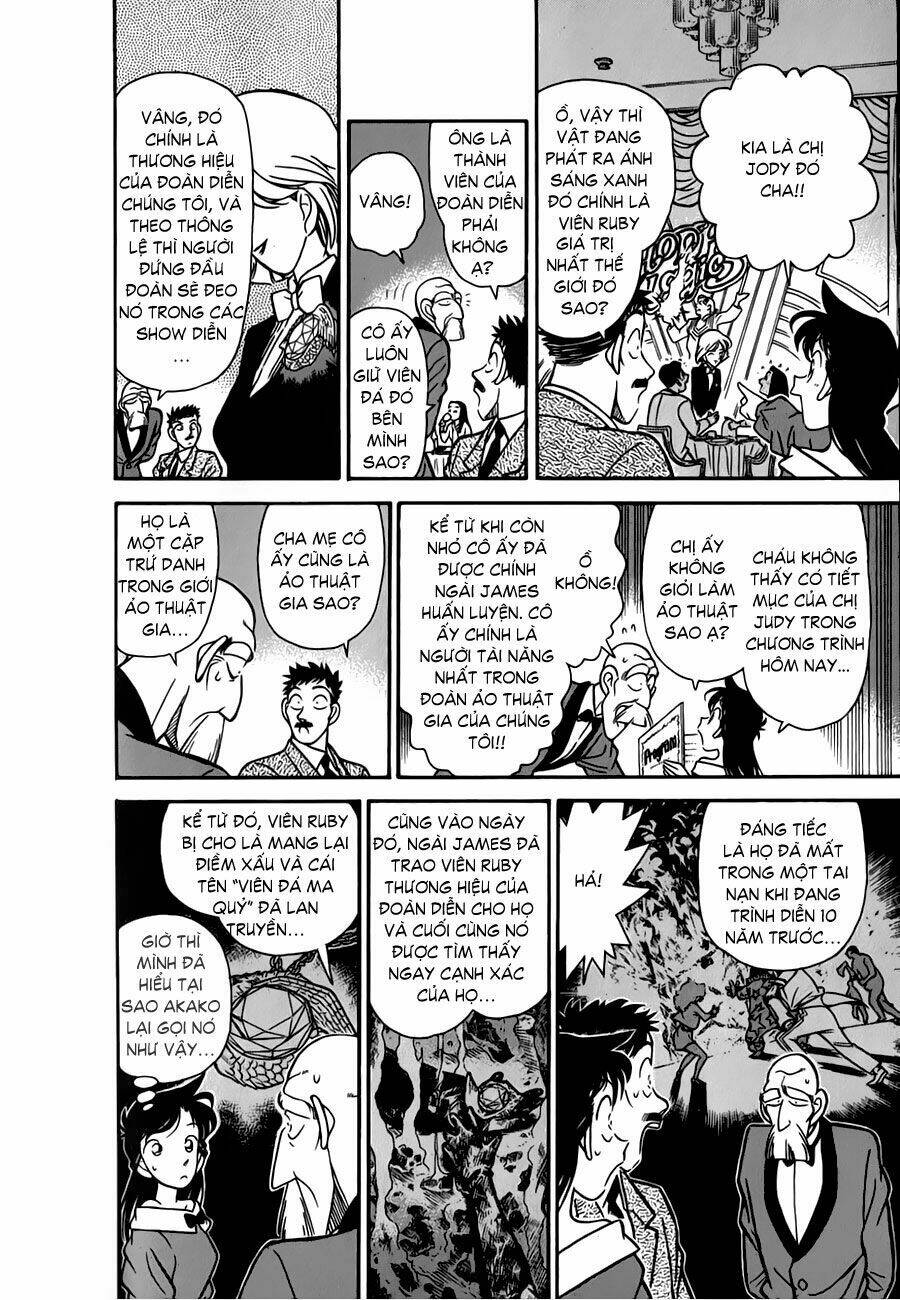 KIA LÀ CHỊ
JODY ĐÓ
CHA!!
Ồ, VẬY THÌ
VẬT ĐANG
PHÁT RA ÁNH
SÁNG XANH
ĐÓ CHÍNH LÀ
VIÊN RUBY
GIÁ TRỊ
NHẤT THẾ
GIỚI ĐÓ
SAO?
ÔNG LÀ
THÀNH
VIÊN CỦA
ĐOÀN DIỄN
PHẢI
KHÔNG
Ạ?
VÂNG!
CÔ ẤY
LUÔN
GIỮ VIÊN
ĐÁ ĐÓ
BÊN
MÌNH
SAO?
VÂNG, ĐÓ
CHÍNH LÀ
THƯƠNG HIỆU
CỦA ĐOÀN DIỄN
CHÚNG TÔI, VÀ
THEO THÔNG
LỆ THÌ NGƯỜI
ĐỨNG ĐẦU
ĐOÀN SẼ ĐEO
NÓ TRONG CÁC
SHOW DIỄN
...
CHÁU KHÔNG
THẤY CÓ TIẾT
MỤC CỦA CHỊ
JUDY TRONG
CHƯƠNG TRÌNH
HÔM NAY...
CHỊ ẤY
KHÔNG
GIỎI LÀM
ẢO THUẬT
SAO Ạ?
Program
Ồ
KHÔNG!
KỂ TỪ KHI CÒN
NHỎ CÔ ẤY ĐÃ
ĐƯỢC CHÍNH
NGÀI JAMES
HUẤN LUYỆN. CÔ
ẤY CHÍNH LÀ
NGƯỜI TÀI NĂNG
NHẤT TRONG
ĐOÀN ẢO THUẬT
GIA CỦA CHÚNG
TÔI!!
CHA MẸ CÔ
ẤY CŨNG LÀ
ẢO THUẬT
GIA SAO?
HỌ LÀ
MỘT CẶP
TRỨ DANH
TRONG GIỚI
ẢO THUẬT
GIA...
ĐÁNG TIẾC
LÀ HỌ ĐÃ MẤT
TRONG MỘT TAI
NẠN KHI ĐANG
TRÌNH DIỄN 10
NĂM TRƯỚC...
HẢ!
CŨNG VÀO NGÀY
ĐÓ, NGÀI JAMES ĐÃ
TRAO VIÊN RUBY
THƯƠNG HIỆU CỦA
ĐOÀN DIỄN CHO HỌ
VÀ CUỐI CÙNG NÓ
ĐƯỢC TÌM THẤY
NGAY CẠNH XÁC
CỦA HỌ...
KỂ TỪ ĐÓ, VIÊN RUBY
BỊ CHO LÀ MANG LẠI
ĐIỀM XẤU VÀ CÁI
TÊN “VIÊN ĐÁ MA
QUỶ” ĐÃ LAN
TRUYỀN...
GIỜ THÌ
MÌNH ĐÃ
HIỂU TẠI
SAO AKAKO
LẠI GỌI NÓ
NHƯ VẬY...